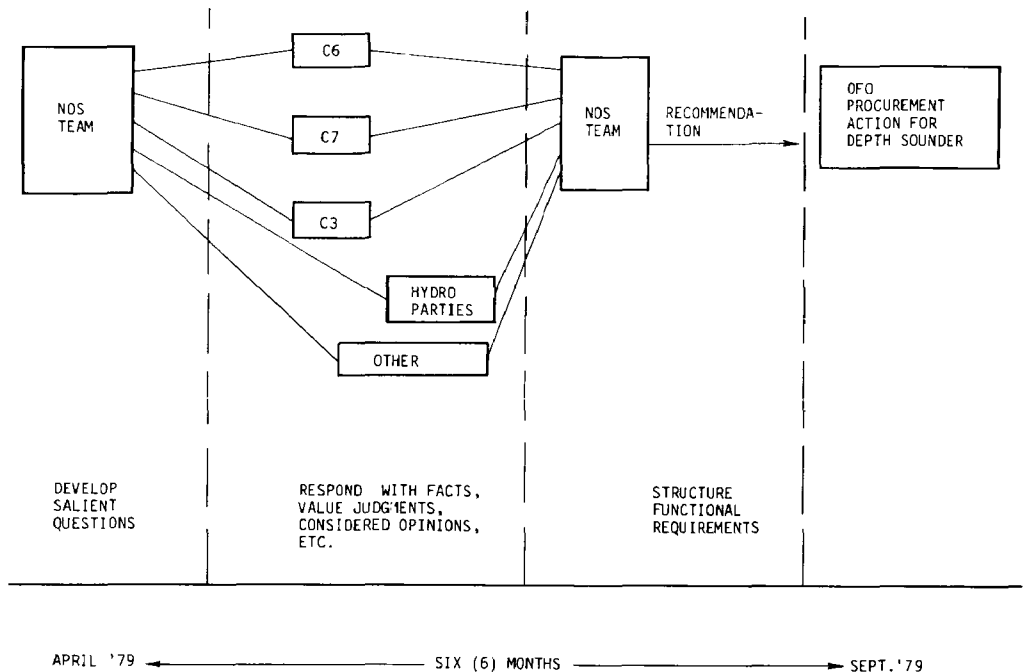 C6
NOS
TEAM
C7
C3
HYDRO
PARTIES
OTHER
NOS
TEAM
RECOMMENDA-
TION
OFO
PROCUREMENT
ACTION FOR
DEPTH SOUNDER
DEVELOP
SALIENT
QUESTIONS
RESPOND WITH FACTS,
VALUE JUDGMENTS,
CONSIDERED OPINIONS,
ETC.
STRUCTURE
FUNCTIONAL
REQUIREMENTS
APRIL '79
SIX (6) MONTHS
SEPT.'79